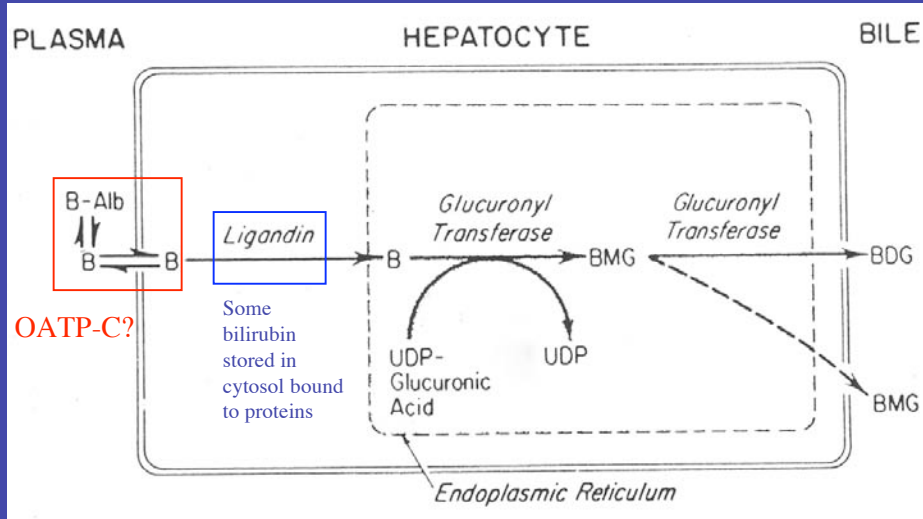 PLASMA
HEPATOCYTE
BILE
B-Alb
B
B
OATP-C?
Ligandin
Some
bilirubin
stored in
cytosol bound
to proteins
B
Glucuronyl
Transferase
UDP-
Glucuronic
Acid
UDP
BMG
Glucuronyl
Transferase
BDG
BMG
Endoplasmic Reticulum